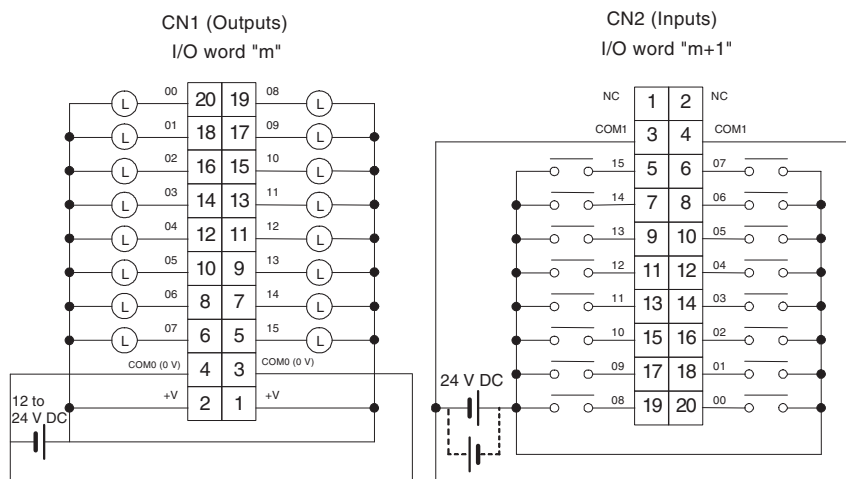 CN1 (Outputs)
I/O word "m"
00 20 19 08
L L
01 18 17 09
L L
02 16 15 10
L L
03 14 13 11
L L
04 12 11 12
L L
05 10 9 13
L L
06 8 7 14
L L
07 6 5 15
L L
COM0 (0 V) 4 3 COM0 (0 V)
+V 2 1 +V
12 to
24 V DC
CN2 (Inputs)
I/O word "m+1"
NC 1 2 NC
COM1 3 4 COM1
15 5 6 07
14 7 8 06
13 9 10 05
12 11 12 04
11 13 14 03
10 15 16 02
09 17 18 01
24 V DC
08 19 20 00